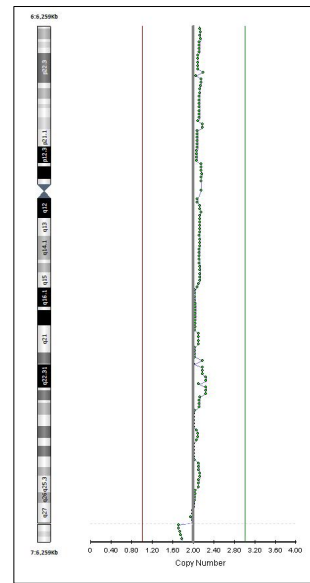 6:6,259Kb
p22.3
p21.1
p12.3
q12
q13
q14.1
q15
q16.1
q21
q22.31
q25.3
q26
q27
7:6,259Kb
0 0.40 0.80 1.20 1.60 2.00 2.40 2.80 3.20 3.60 4.00
Copy Number